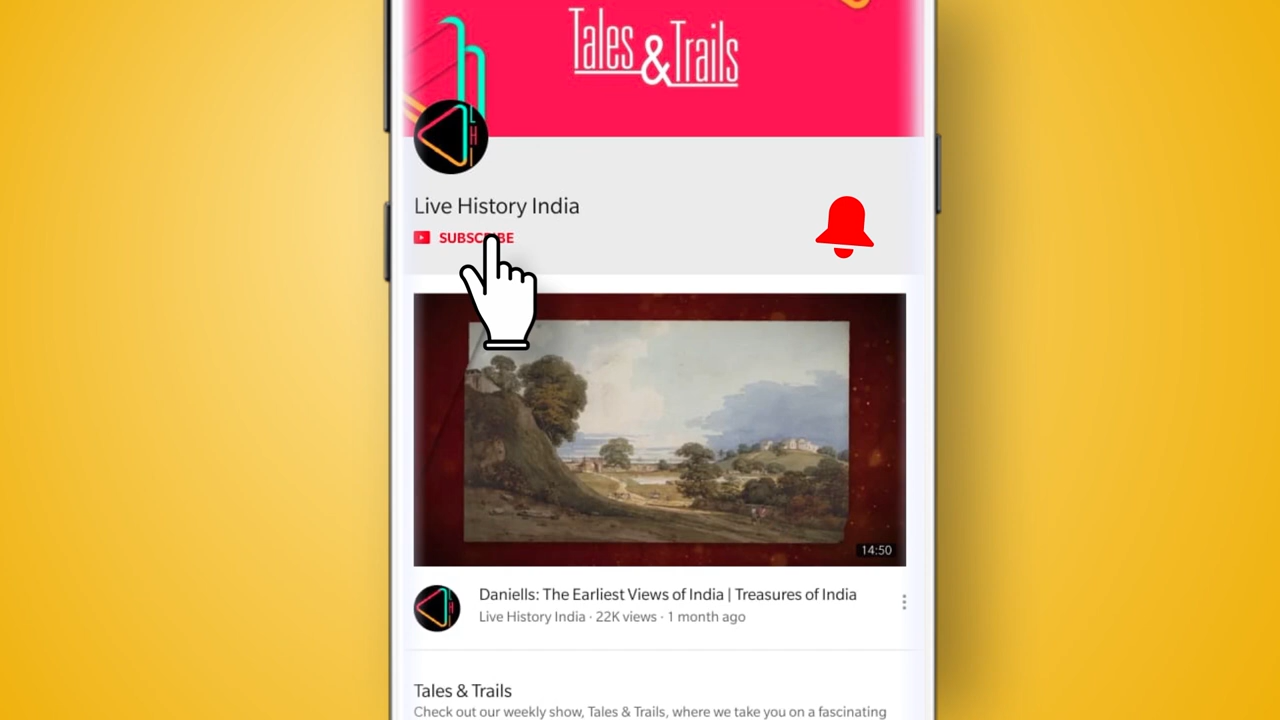 Tales & Trails
LHI
Live History India
SUBSCRIBE
14:50
Daniells: The Earliest Views of India | Treasures of India
LHI
Live History India · 22K views · 1 month ago
Tales & Trails
Check out our weekly show, Tales & Trails, where we take you on a fascinating